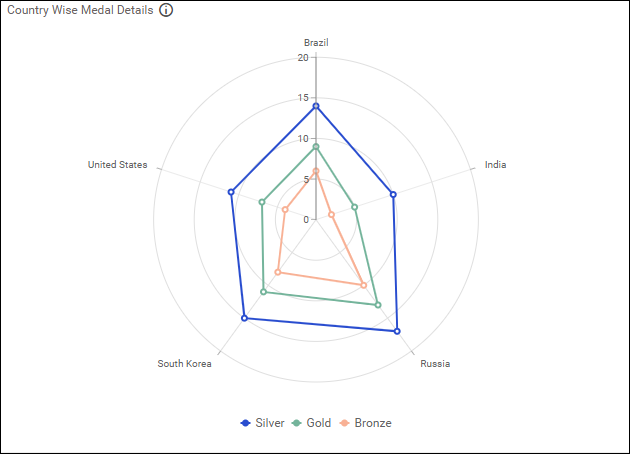 Country Wise Medal Details
Brazil
20
15
10
5
0
United States
India
South Korea
Russia
Silver Gold Bronze